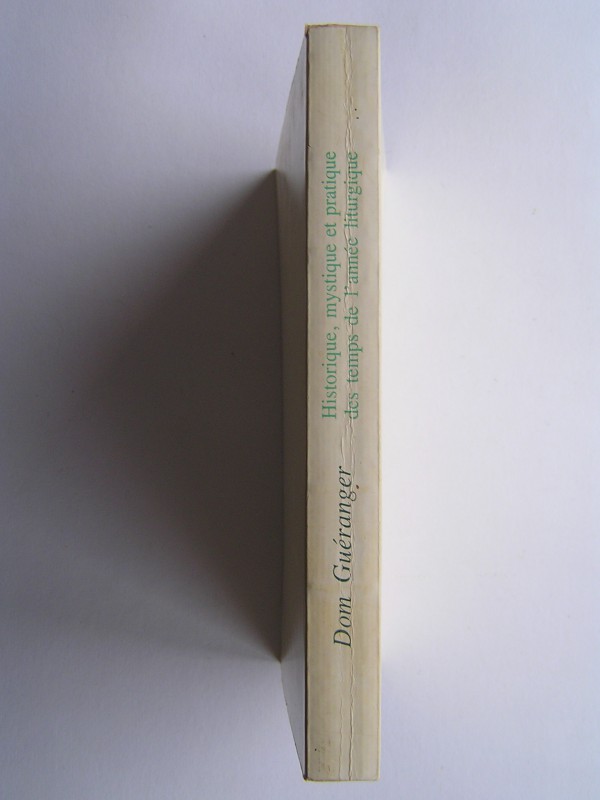 Dom Guéranger
Historique, mystique et pratique
des temps de l'année liturgique